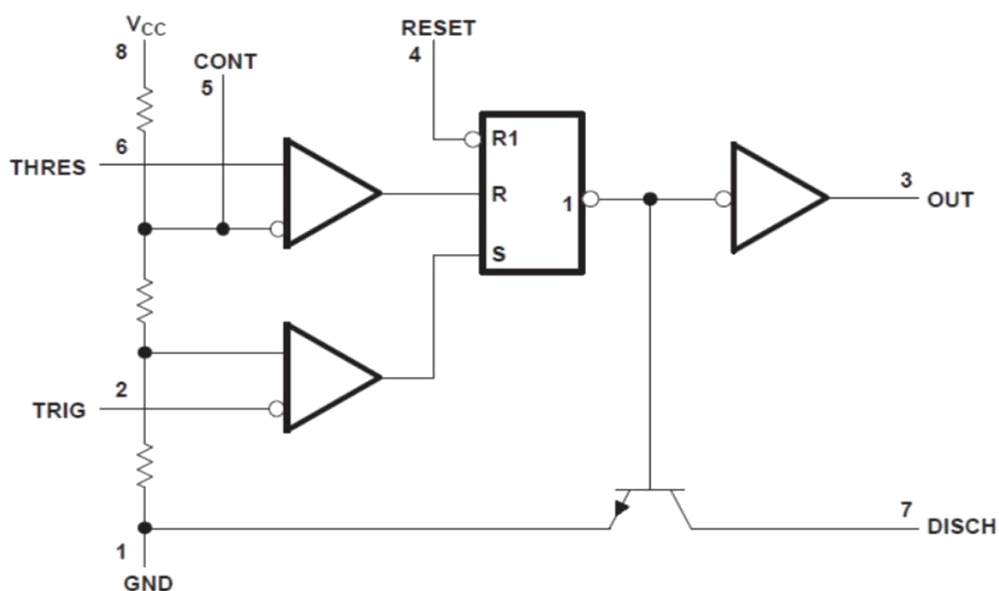 VCC
8
CONT
5
RESET
4
6
THRES
R1
R
1
S
3
OUT
2
TRIG
7
DISCH
1
GND